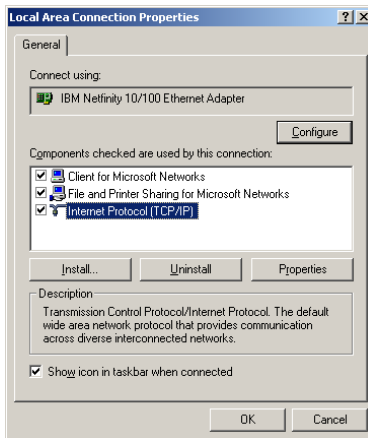 Local Area Connection Properties
General
Connect using:
IBM Netfinity 10/100 Ethernet Adapter
Configure
Components checked are used by this connection:
Client for Microsoft Networks
File and Printer Sharing for Microsoft Networks
Internet Protocol (TCP/IP)
Install...
Uninstall
Properties
Description
Transmission Control Protocol/Internet Protocol. The default
wide area network protocol that provides communication
across diverse interconnected networks.
Show icon in taskbar when connected
OK
Cancel